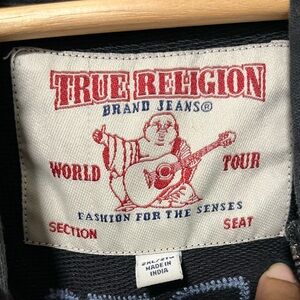 TRUE RELIGION
BRAND JEANS®
WORLD TOUR
FASHION FOR THE SENSES
SECTION SEAT
MADE IN
INDIA